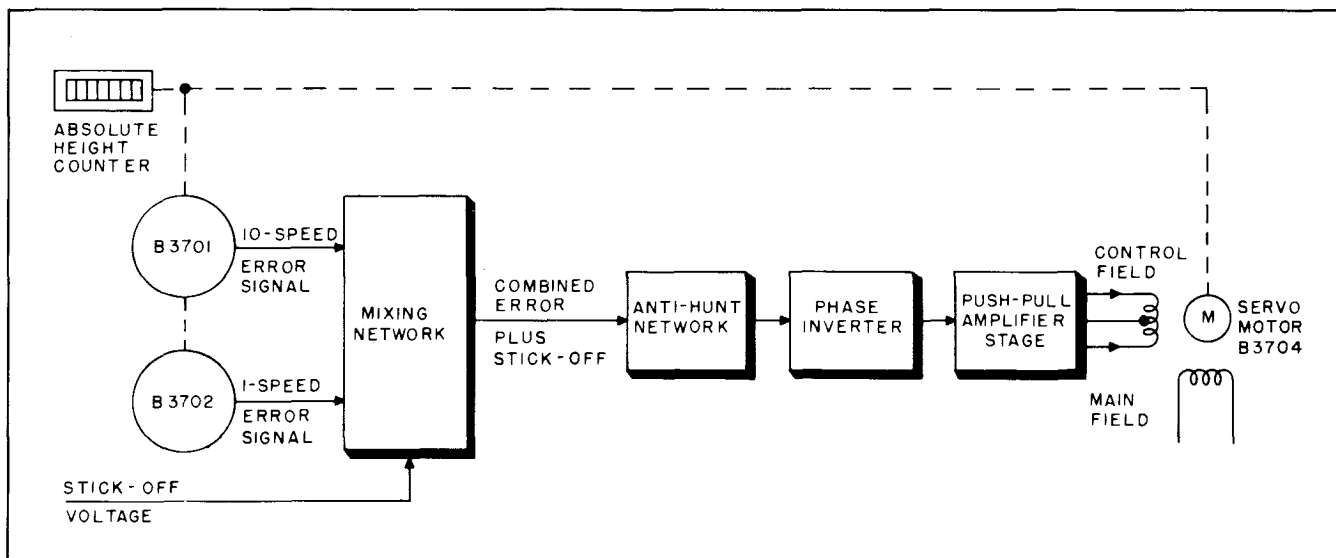 ABSOLUTE
HEIGHT
COUNTER
B3701
10-SPEED
ERROR
SIGNAL
B3702
1-SPEED
ERROR
SIGNAL
STICK-OFF
VOLTAGE
MIXING
NETWORK
COMBINED
ERROR
PLUS
STICK-OFF
ANTI-HUNT
NETWORK
PHASE
INVERTER
PUSH-PULL
AMPLIFIER
STAGE
CONTROL
FIELD
MAIN
FIELD
M
SERVO
MOTOR
B3704